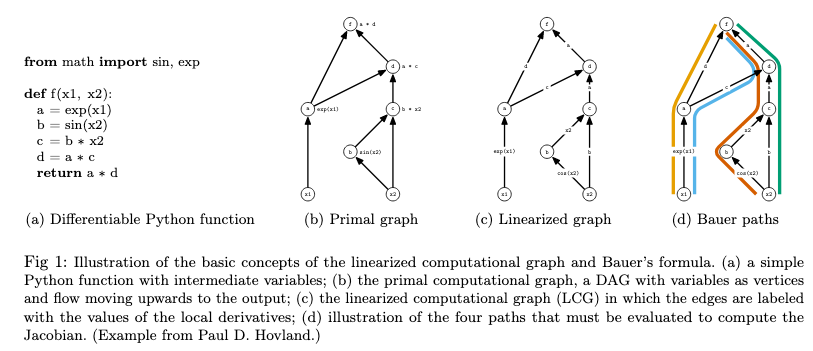 from math import sin, exp
def f(x1, x2):
a = exp(x1)
b = sin(x2)
c = b * x2
d = a * c
return a * d
(a) Differentiable Python function
f a * d
d a * c
a exp(x1)
c b * x2
b sin(x2)
x1
x2
(b) Primal graph
f
a
d
d
c
a
a
c
x2
exp(x1)
b
b
cos(x2)
x1
x2
(c) Linearized graph
f
a
d
d
c
a
a
c
x2
exp(x1)
b
b
cos(x2)
x1
x2
(d) Bauer paths
Fig 1: Illustration of the basic concepts of the linearized computational graph and Bauer's formula. (a) a simple
Python function with intermediate variables; (b) the primal computational graph, a DAG with variables as vertices
and flow moving upwards to the output; (c) the linearized computational graph (LCG) in which the edges are labeled
with the values of the local derivatives; (d) illustration of the four paths that must be evaluated to compute the
Jacobian. (Example from Paul D. Hovland.)